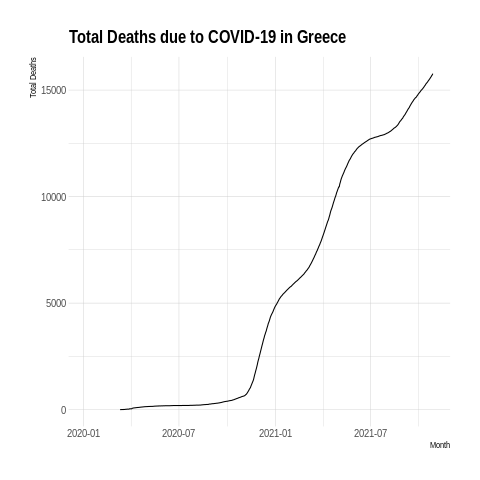 Total Deaths due to COVID-19 in Greece
Total Deaths
15000
10000
5000
0
2020-01 2020-07 2021-01 2021-07
Month